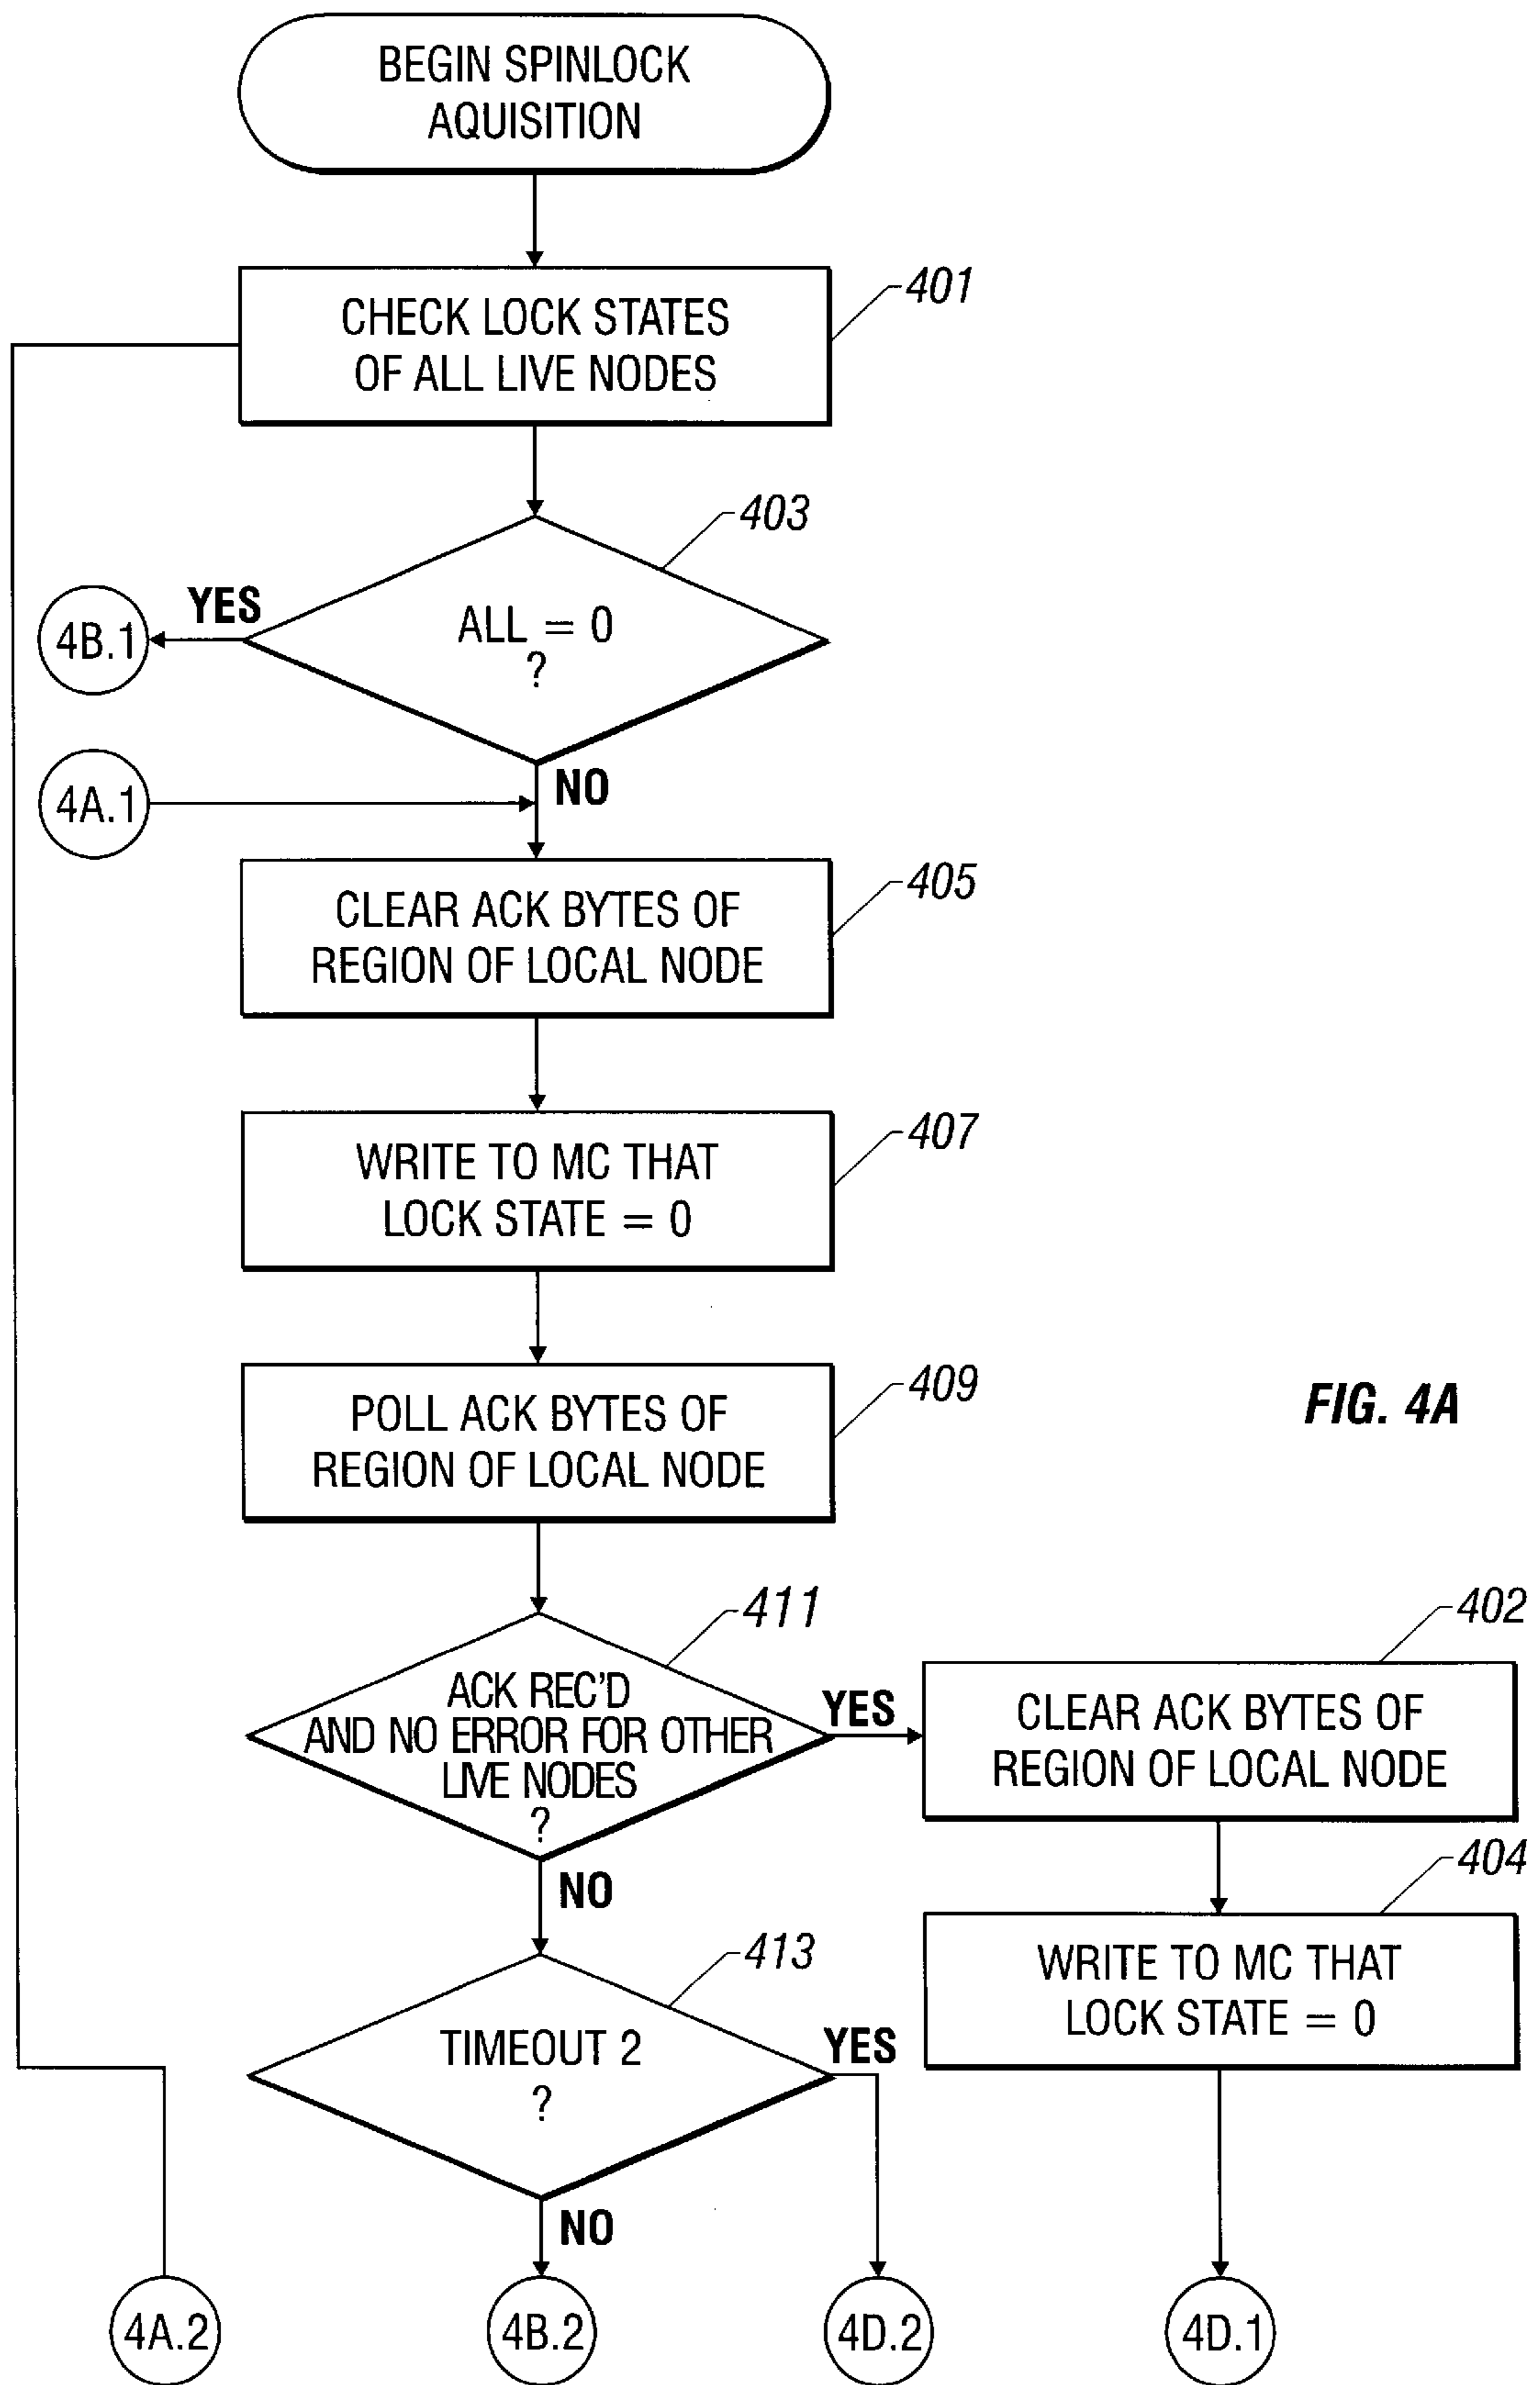 BEGIN SPINLOCK
AQUISITION
401
CHECK LOCK STATES
OF ALL LIVE NODES
403
YES
ALL = 0
?
4B.1
4A.1
NO
405
CLEAR ACK BYTES OF
REGION OF LOCAL NODE
407
WRITE TO MC THAT
LOCK STATE = 0
409
POLL ACK BYTES OF
REGION OF LOCAL NODE
FIG. 4A
411
ACK REC'D
AND NO ERROR FOR OTHER
LIVE NODES
?
YES
402
CLEAR ACK BYTES OF
REGION OF LOCAL NODE
NO
404
WRITE TO MC THAT
LOCK STATE = 0
413
TIMEOUT 2
?
YES
NO
4A.2
4B.2
4D.2
4D.1